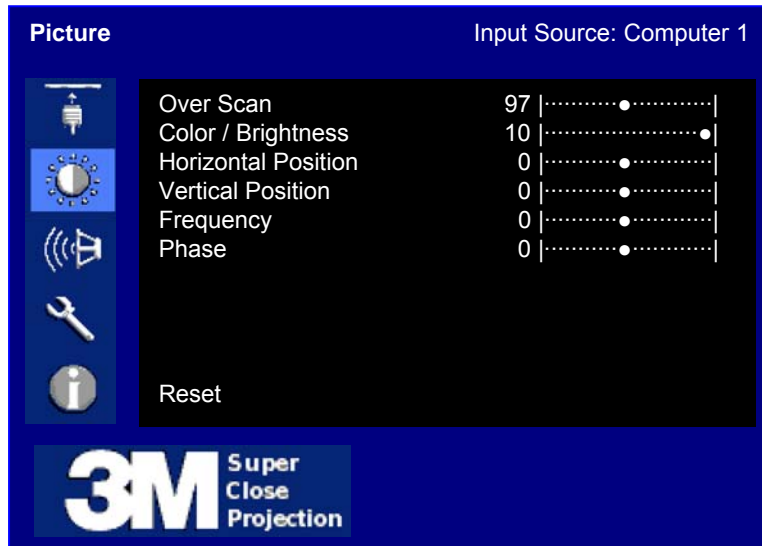 Picture Input Source: Computer 1
Over Scan 97
Color / Brightness 10
Horizontal Position 0
Vertical Position 0
Frequency 0
Phase 0
Reset
i
3M Super
Close
Projection